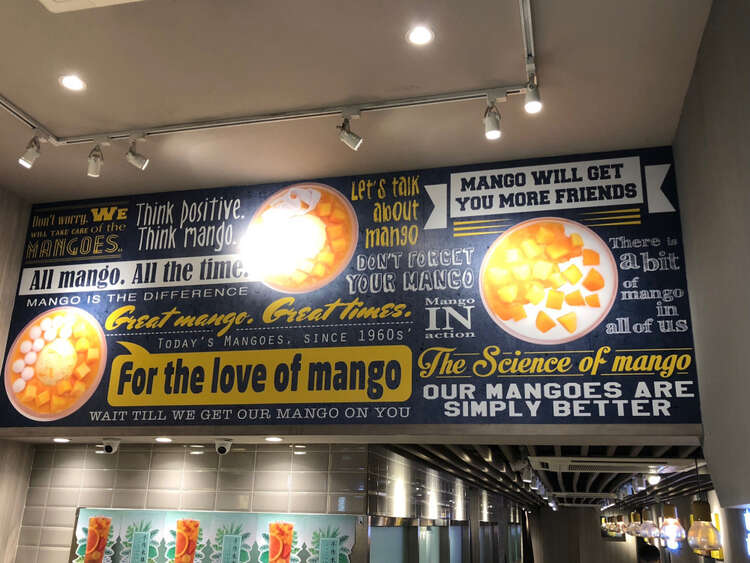 Don't worry. WE
WILL TAKE CARE of the
MANGOES.
Think positive.
Think mango.
All mango. All the time.
MANGO IS THE DIFFERENCE
Great mango. Great times.
TODAY'S MANGOES, SINCE 1960s'
For the love of mango
WAIT TILL WE GET OUR MANGO ON YOU
Let's talk
about
mango
DON'T FORGET
YOUR MANGO
Mango
IN
action
MANGO WILL GET
YOU MORE FRIENDS
There is
a bit
of
mango
in
all of us
The Science of mango
OUR MANGOES ARE
SIMPLY BETTER